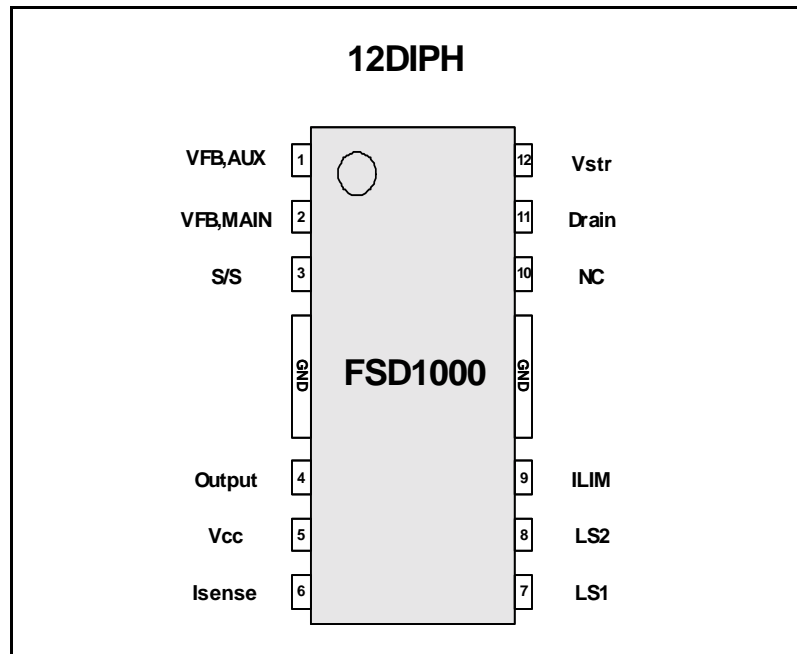 12DIPH
VFB,AUX 1 12 Vstr
VFB,MAIN 2 11 Drain
S/S 3 10 NC
GND FSD1000 GND
Output 4 9 ILIM
Vcc 5 8 LS2
Isense 6 7 LS1